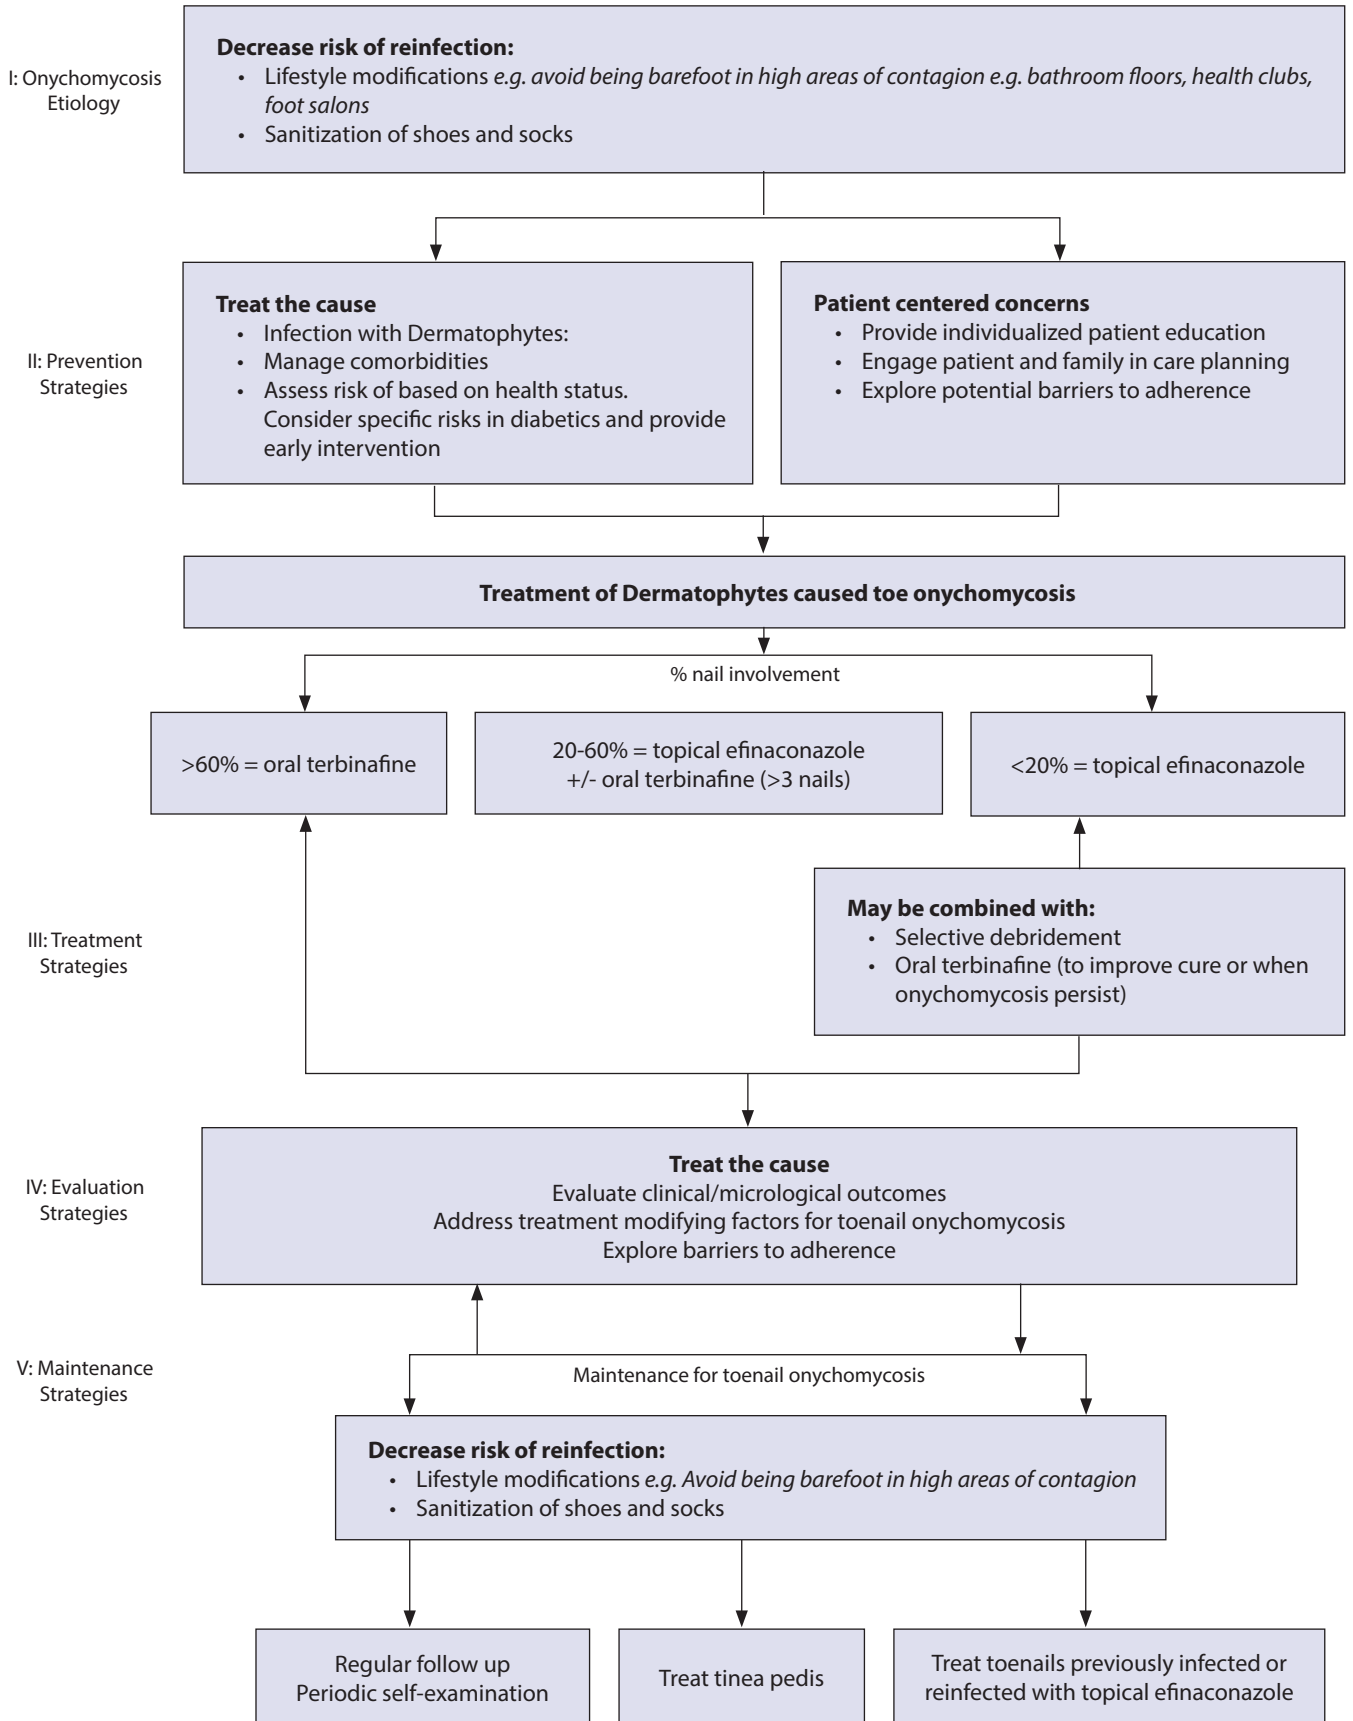 I: Onychomycosis
Etiology
Decrease risk of reinfection:
• Lifestyle modifications e.g. avoid being barefoot in high areas of contagion e.g. bathroom floors, health clubs,
foot salons
• Sanitization of shoes and socks
II: Prevention
Strategies
Treat the cause
• Infection with Dermatophytes:
• Manage comorbidities
• Assess risk of based on health status.
Consider specific risks in diabetics and provide
early intervention
Patient centered concerns
• Provide individualized patient education
• Engage patient and family in care planning
• Explore potential barriers to adherence
Treatment of Dermatophytes caused toe onychomycosis
% nail involvement
>60% = oral terbinafine
20-60% = topical efinaconazole
+/- oral terbinafine (>3 nails)
<20% = topical efinaconazole
III: Treatment
Strategies
May be combined with:
• Selective debridement
• Oral terbinafine (to improve cure or when
onychomycosis persist)
IV: Evaluation
Strategies
Treat the cause
Evaluate clinical/micrological outcomes
Address treatment modifying factors for toenail onychomycosis
Explore barriers to adherence
V: Maintenance
Strategies
Maintenance for toenail onychomycosis
Decrease risk of reinfection:
• Lifestyle modifications e.g. Avoid being barefoot in high areas of contagion
• Sanitization of shoes and socks
Regular follow up
Periodic self-examination
Treat tinea pedis
Treat toenails previously infected or
reinfected with topical efinaconazole